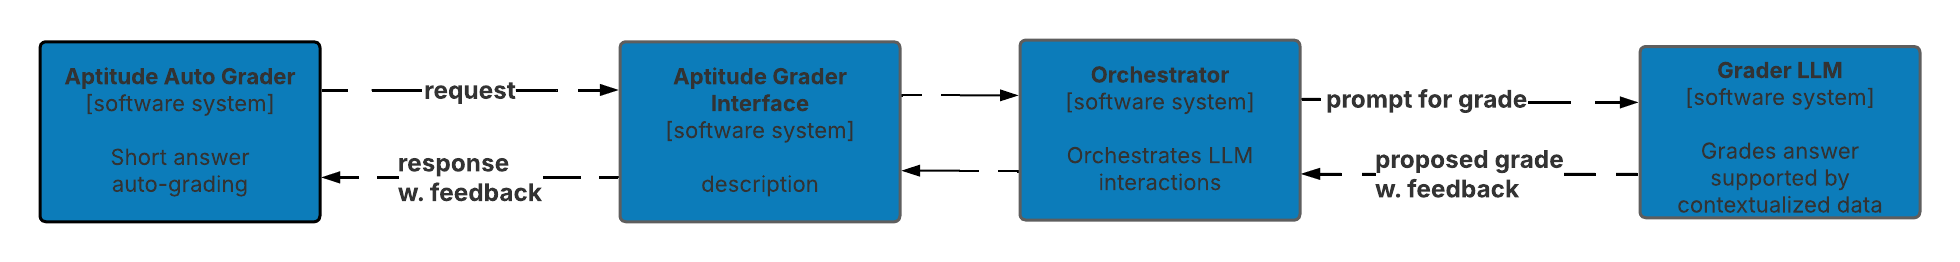 Aptitude Auto Grader
[software system]
Short answer
auto-grading
request
response
w. feedback
Aptitude Grader
Interface
[software system]
description
Orchestrator
[software system]
Orchestrates LLM
interactions
prompt for grade
proposed grade
w. feedback
Grader LLM
[software system]
Grades answer
supported by
contextualized data